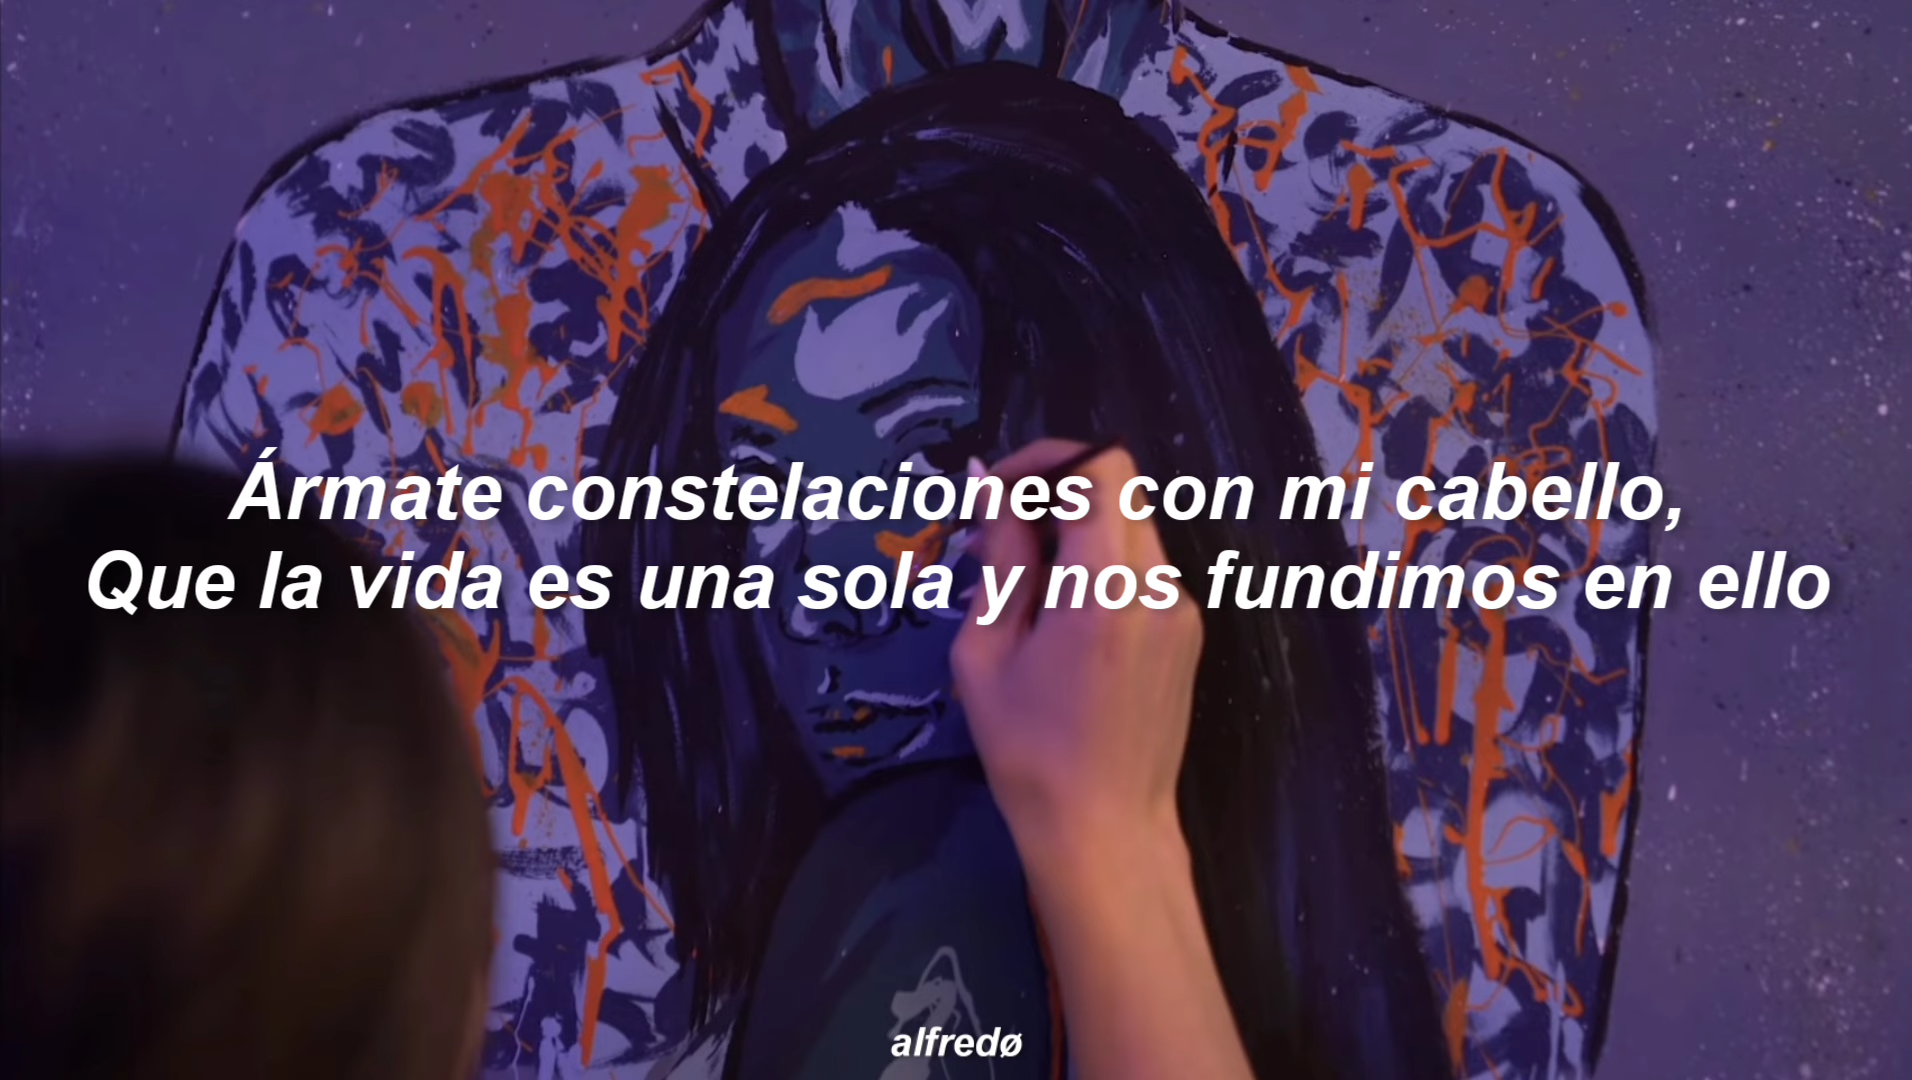 Ármate constelaciones con mi cabello,
Que la vida es una sola y nos fundimos en ello
alfredø